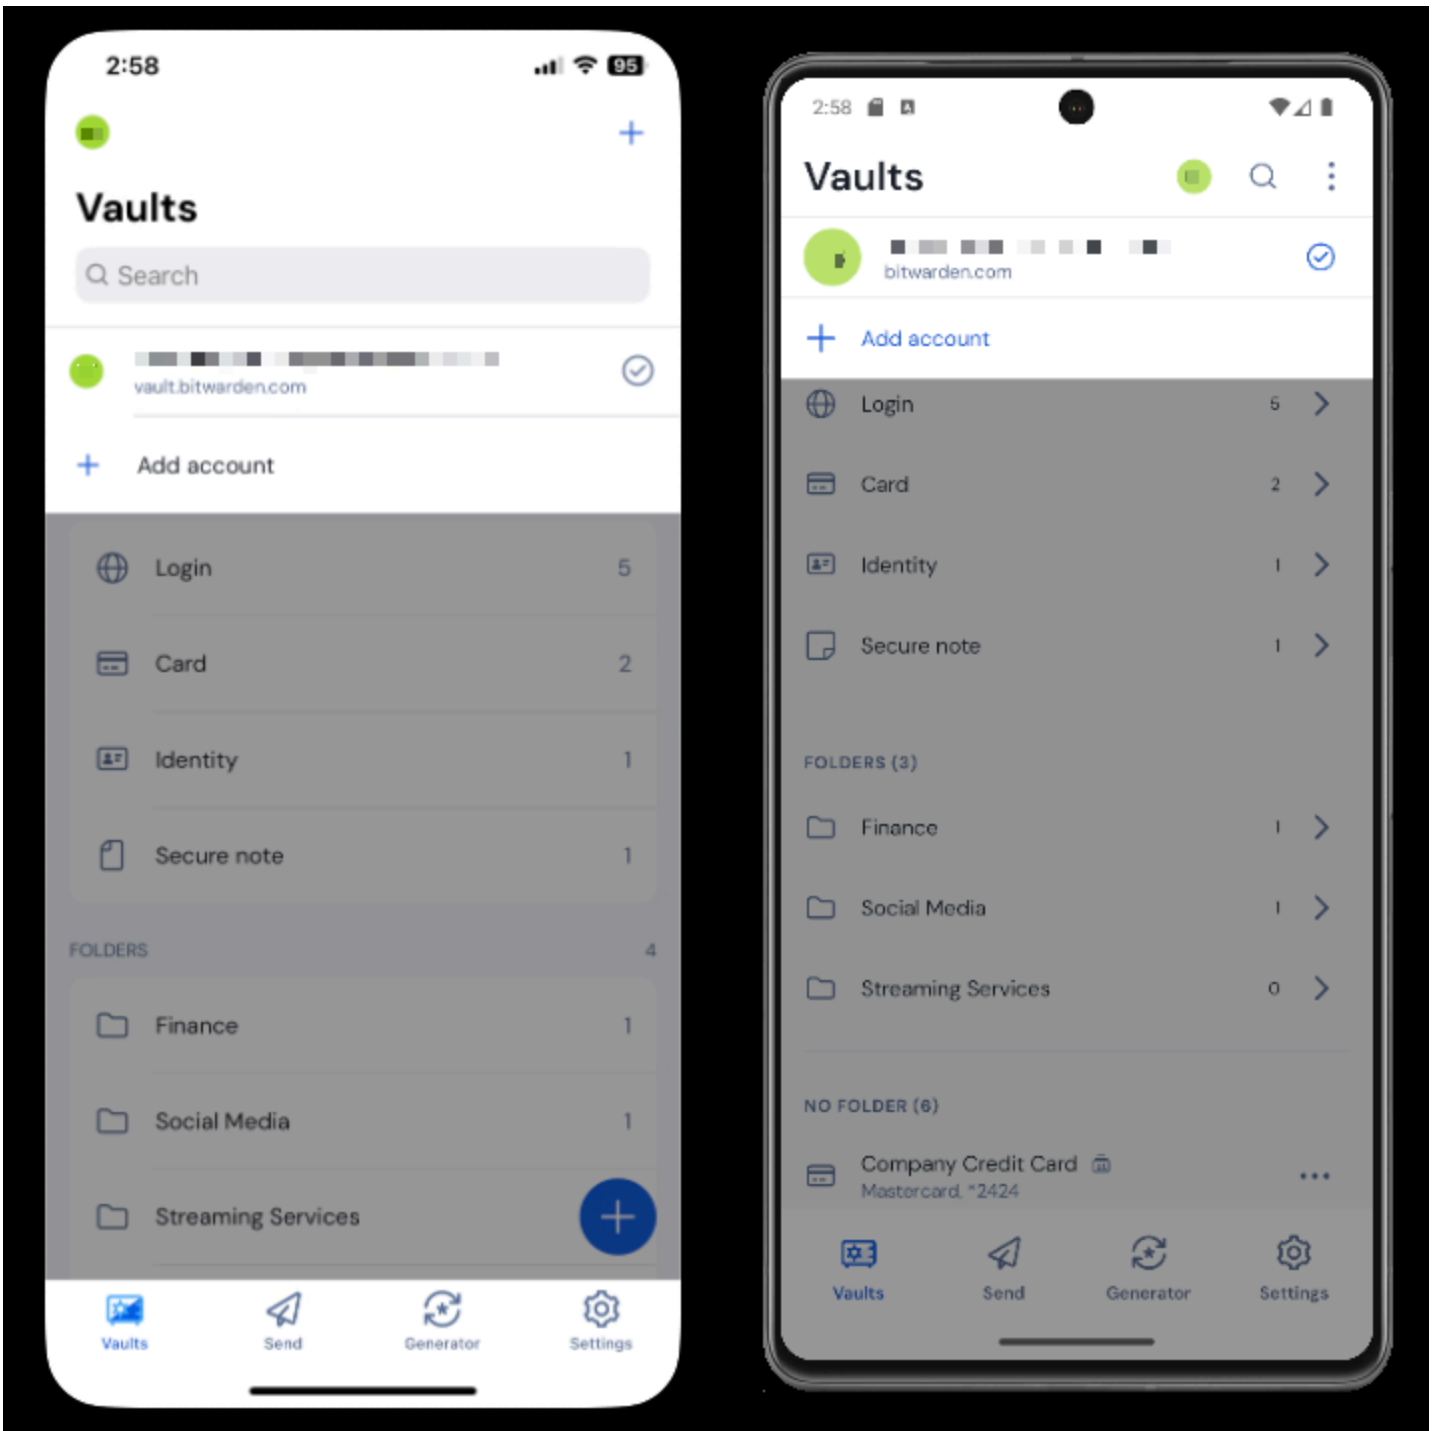 2:58
95
Vaults
Search
vault.bitwarden.com
Add account
Login 5
Card 2
Identity 1
Secure note 1
FOLDERS 4
Finance 1
Social Media 1
Streaming Services
Vaults Send Generator Settings
2:58
Vaults
bitwarden.com
Add account
Login 5
Card 2
Identity 1
Secure note 1
FOLDERS (3)
Finance 1
Social Media 1
Streaming Services 0
NO FOLDER (6)
Company Credit Card
Mastercard, *2424
Vaults Send Generator Settings